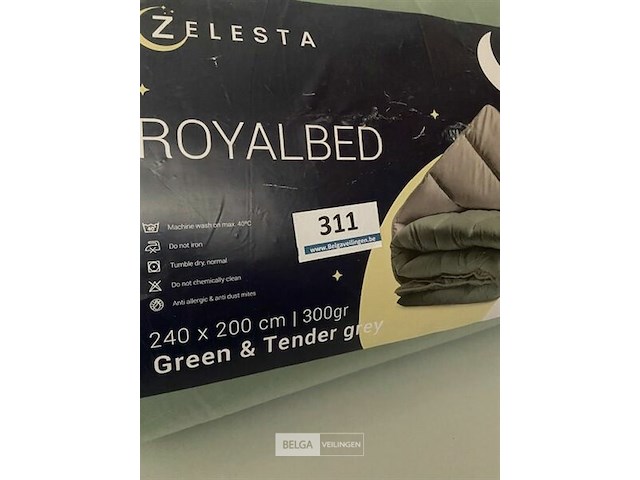 ZELESTA
ROYALBED
311
www.Belgaveilingen.be
40°
Machine wash on max. 40°C
Do not iron
Tumble dry, normal
Do not chemically clean
Anti allergic & anti dust mites
240 x 200 cm | 300gr
Green & Tender grey
BELGA VEILINGEN